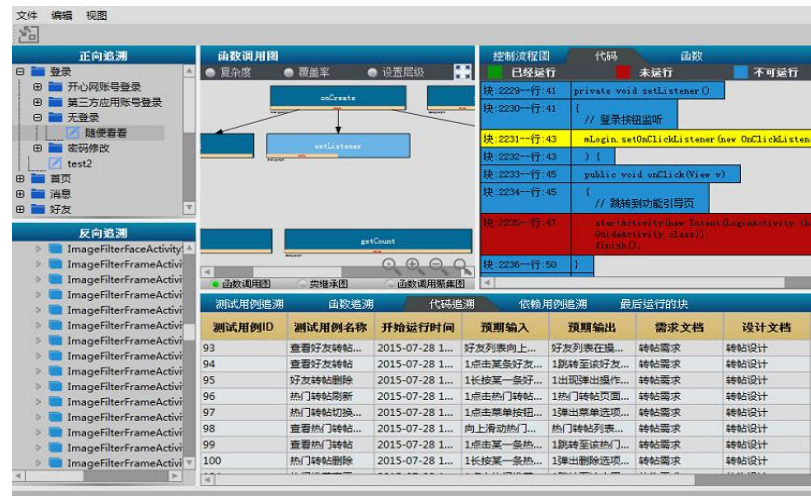 文件 编辑 视图
正向追溯
登录
开心网账号登录
第三方应用账号登录
无登录
随便看看
密码修改
test2
首页
消息
好友
反向追溯
ImageFilterFaceActivity
ImageFilterFrameActivi
ImageFilterFrameActivi
ImageFilterFrameActivi
ImageFilterFrameActivi
ImageFilterFrameActivi
ImageFilterFrameActivi
ImageFilterFrameActivi
ImageFilterFrameActivi
ImageFilterFrameActivi
ImageFilterFrameActivi
ImageFilterFrameActivi
ImageFilterFrameActivi
ImageFilterFrameActivi
函数调用图
复杂度 覆盖率 设置层级
onCreate
setListener
getCount
函数调用图 类继承图 函数调用聚集图
控制流程图 代码 函数
已经运行 未运行 不可运行
块:2229--行:41 private void setListener()
块:2230--行:41 {
// 登录按钮监听
块:2231--行:43 mLogin.setOnClickListener(new OnClickListen
块:2232--行:43 ) {
块:2233--行:45 public void onClick(View v)
块:2234--行:45 {
// 跳转到功能引导页
块:2235--行:47 startActivity(new Intent(LoginActivity.th
GuideActivity.class));
finish();
块:2236--行:50 }
测试用例追溯 函数追溯 代码追溯 依赖用例追溯 最后运行的块
测试用例ID 测试用例名称 开始运行时间 预期输入 预期输出 需求文档 设计文档
93 查看好友转帖... 2015-07-28 1... 好友列表向上... 好友列表在摸... 转帖需求 转帖设计
94 查看好友转帖 2015-07-28 1... 1点击某条好友... 1跳转至该好友... 转帖需求 转帖设计
95 好友转帖删除 2015-07-28 1... 1长按某一条好... 1出现弹出操作... 转帖需求 转帖设计
96 热门转帖刷新 2015-07-28 1... 1点击热门转帖... 1热门转帖页面... 转帖需求 转帖设计
97 热门转帖切换... 2015-07-28 1... 1点击菜单按钮... 1弹出菜单选项... 转帖需求 转帖设计
98 查看热门转帖... 2015-07-28 1... 向上滑动热门... 热门转帖列表... 转帖需求 转帖设计
99 查看热门转帖 2015-07-28 1... 1点击某一条热... 1跳转至该热门... 转帖需求 转帖设计
100 热门转帖删除 2015-07-28 1... 1长按某一条热... 1弹出删除选项... 转帖需求 转帖设计